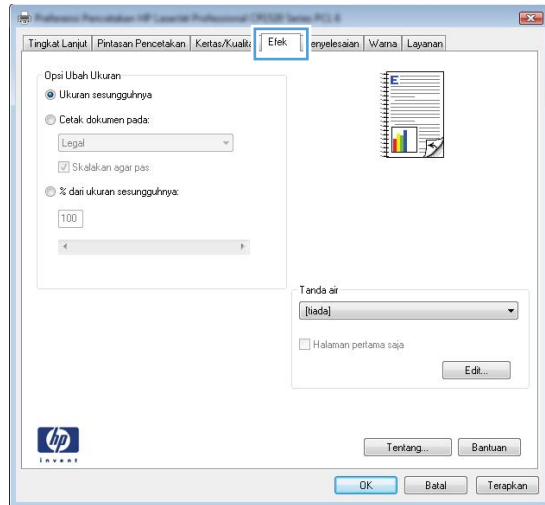 Tingkat Lanjut Pintasan Pencetakan Kertas/Kualita Efek enyelesaian Warna Layanan
Opsi Ubah Ukuran
Ukuran sesungguhnya
Cetak dokumen pada:
Legal
Skalakan agar pas
% dari ukuran sesungguhnya:
100
E
Tanda air
[tiada]
Halaman pertama saja
Edit...
hp
invent
Tentang... Bantuan
OK Batal Terapkan